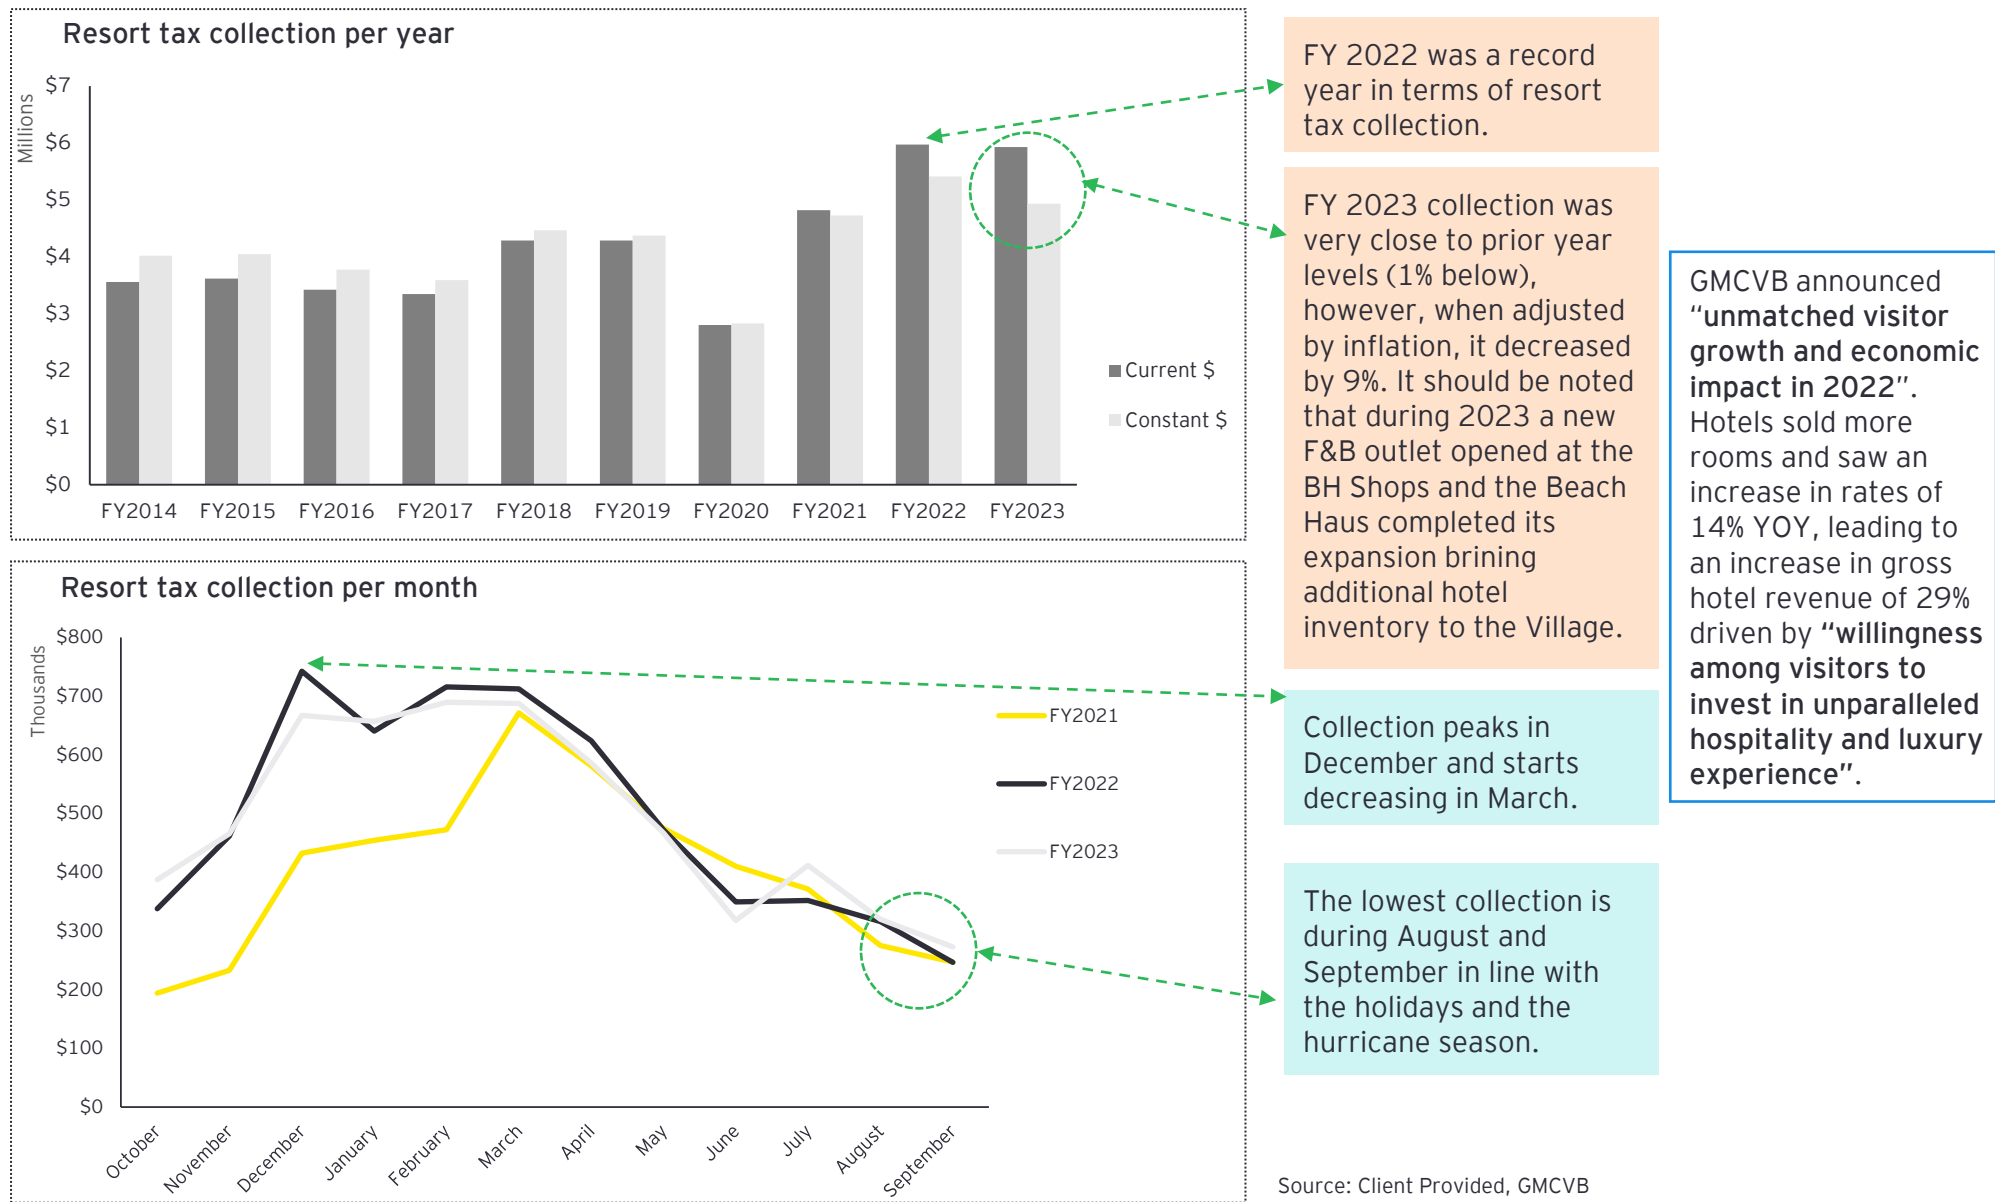 Resort tax collection per year
Millions
$7
$6
$5
$4
$3
$2
$1
$0
FY2014 FY2015 FY2016 FY2017 FY2018 FY2019 FY2020 FY2021 FY2022 FY2023
Current $
Constant $
Resort tax collection per month
Thousands
$800
$700
$600
$500
$400
$300
$200
$100
$0
October
November
December
January
February
March
April
May
June
July
August
September
FY2021
FY2022
FY2023
FY 2022 was a record
year in terms of resort
tax collection.
FY 2023 collection was
very close to prior year
levels (1% below),
however, when adjusted
by inflation, it decreased
by 9%. It should be noted
that during 2023 a new
F&B outlet opened at the
BH Shops and the Beach
Haus completed its
expansion brining
additional hotel
inventory to the Village.
Collection peaks in
December and starts
decreasing in March.
The lowest collection is
during August and
September in line with
the holidays and the
hurricane season.
GMCVB announced
“unmatched visitor
growth and economic
impact in 2022”.
Hotels sold more
rooms and saw an
increase in rates of
14% YOY, leading to
an increase in gross
hotel revenue of 29%
driven by “willingness
among visitors to
invest in unparalleled
hospitality and luxury
experience”.
Source: Client Provided, GMCVB